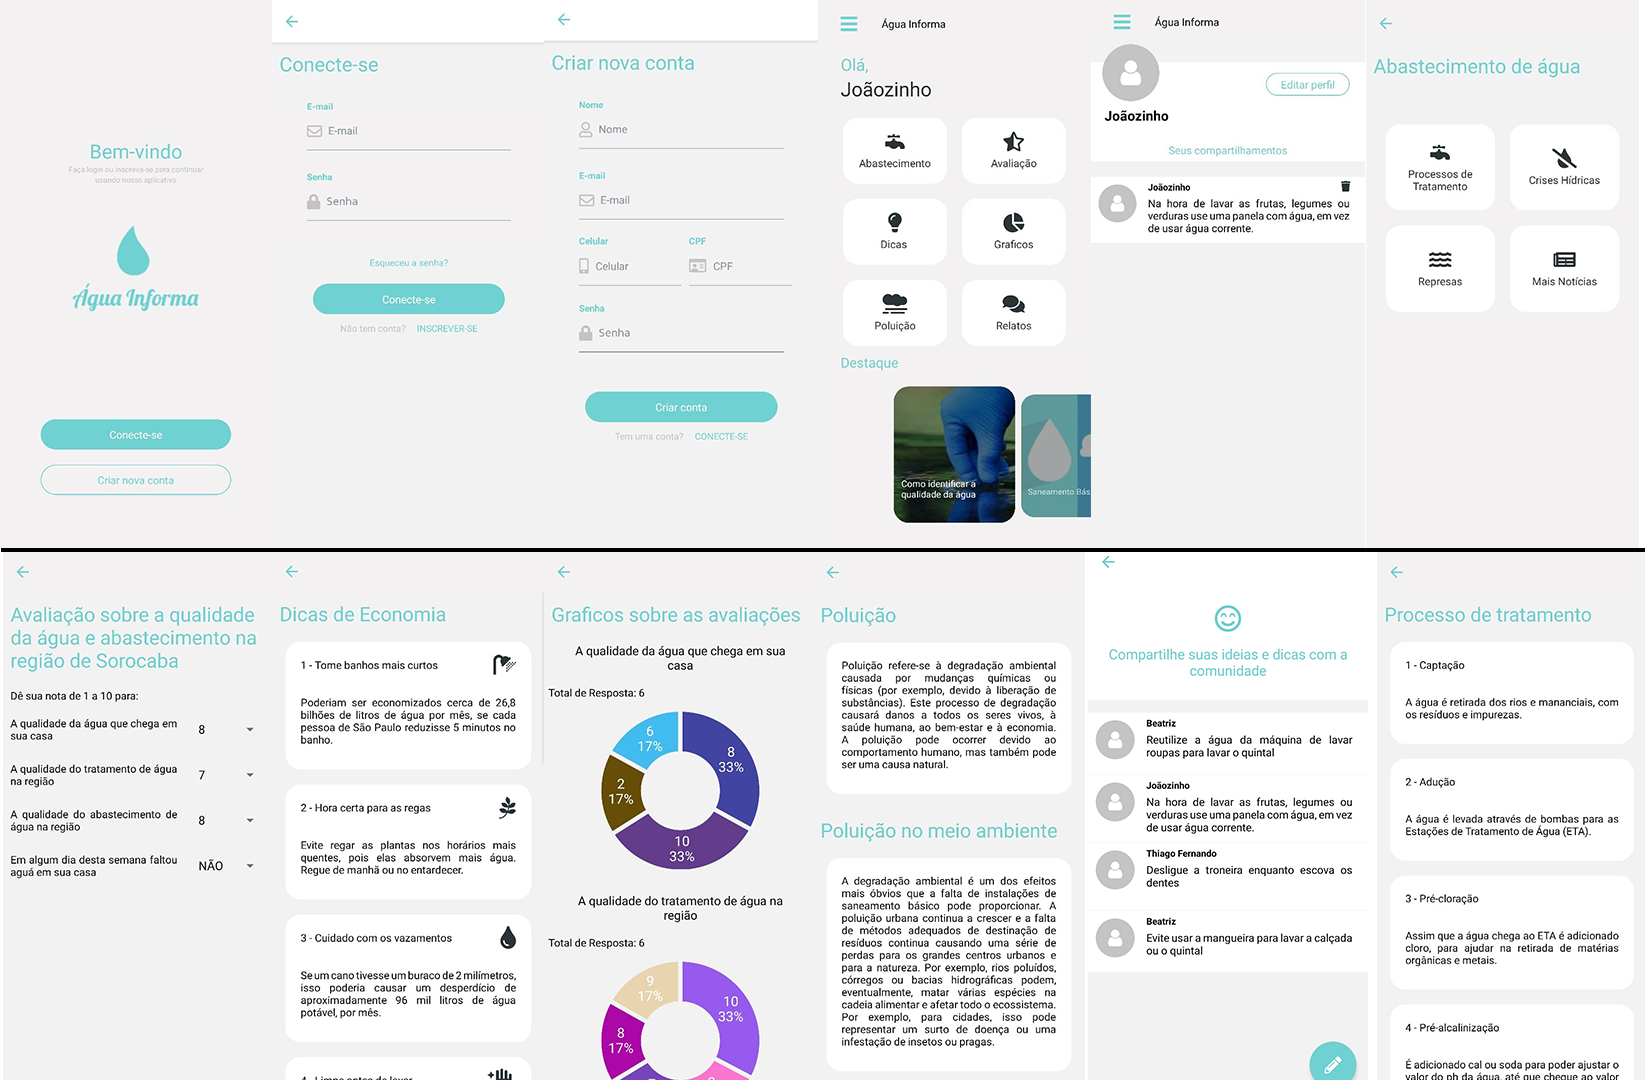 Bem-vindo
Faça login ou inscreva-se para continuar
usando nosso aplicativo
Água Informa
Conecte-se
Criar nova conta
Conecte-se
E-mail
E-mail
Senha
Senha
Esqueceu a senha?
Conecte-se
Não tem conta? INSCREVER-SE
Criar nova conta
Nome
Nome
E-mail
E-mail
Celular CPF
Celular CPF
Senha
Senha
Criar conta
Tem uma conta? CONECTE-SE
Água Informa
Olá,
Joãozinho
Abastecimento Avaliação
Dicas Graficos
Poluição Relatos
Destaque
Como identificar a
qualidade da água
Saneamento Bás
Água Informa
Editar perfil
Joãozinho
Seus compartilhamentos
Joãozinho
Na hora de lavar as frutas, legumes ou
verduras use uma panela com água, em vez
de usar água corrente.
Abastecimento de água
Processos de
Tratamento
Crises Hídricas
Represas Mais Notícias
Avaliação sobre a qualidade
da água e abastecimento na
região de Sorocaba
Dê sua nota de 1 a 10 para:
A qualidade da água que chega em
sua casa
8
A qualidade do tratamento de água
na região
7
A qualidade do abastecimento de
água na região
8
Em algum dia desta semana faltou
aguá em sua casa
NÃO
Dicas de Economia
1 - Tome banhos mais curtos
Poderiam ser economizados cerca de 26,8
bilhões de litros de água por mês, se cada
pessoa de São Paulo reduzisse 5 minutos no
banho.
2 - Hora certa para as regas
Evite regar as plantas nos horários mais
quentes, pois elas absorvem mais água.
Regue de manhã ou no entardecer.
3 - Cuidado com os vazamentos
Se um cano tivesse um buraco de 2 milímetros,
isso poderia causar um desperdício de
aproximadamente 96 mil litros de água
potável, por mês.
4 - Limpe antes de lavar
Graficos sobre as avaliações
A qualidade da água que chega em sua
casa
Total de Resposta: 6
6
17%
8
33%
2
17%
10
33%
A qualidade do tratamento de água na
região
Total de Resposta: 6
9
17%
10
33%
8
17%
Poluição
Poluição refere-se à degradação ambiental
causada por mudanças químicas ou
físicas (por exemplo, devido à liberação de
substâncias). Este processo de degradação
causará danos a todos os seres vivos, à
saúde humana, ao bem-estar e à economia.
A poluição pode ocorrer devido ao
comportamento humano, mas também pode
ser uma causa natural.
Poluição no meio ambiente
A degradação ambiental é um dos efeitos
mais óbvios que a falta de instalações de
saneamento básico pode proporcionar. A
poluição urbana continua a crescer e a falta
de métodos adequados de destinação de
resíduos continua causando uma série de
perdas para os grandes centros urbanos e
para a natureza. Por exemplo, rios poluídos,
córregos ou bacias hidrográficas podem,
eventualmente, matar várias espécies na
cadeia alimentar e afetar todo o ecossistema.
Por exemplo, para cidades, isso pode
representar um surto de doença ou uma
infestação de insetos ou pragas.
Compartilhe suas ideias e dicas com a
comunidade
Beatriz
Reutilize a água da máquina de lavar
roupas para lavar o quintal
Joãozinho
Na hora de lavar as frutas, legumes ou
verduras use uma panela com água, em vez
de usar água corrente.
Thiago Fernando
Desligue a troneira enquanto escova os
dentes
Beatriz
Evite usar a mangueira para lavar a calçada
ou o quintal
Processo de tratamento
1 - Captação
A água é retirada dos rios e mananciais, com
os resíduos e impurezas.
2 - Adução
A água é levada através de bombas para as
Estações de Tratamento de Água (ETA).
3 - Pré-cloração
Assim que a água chega ao ETA é adicionado
cloro, para ajudar na retirada de matérias
orgânicas e metais.
4 - Pré-alcalinização
É adicionado cal ou soda para poder ajustar o
valor do ph da água, até que chegue ao valor